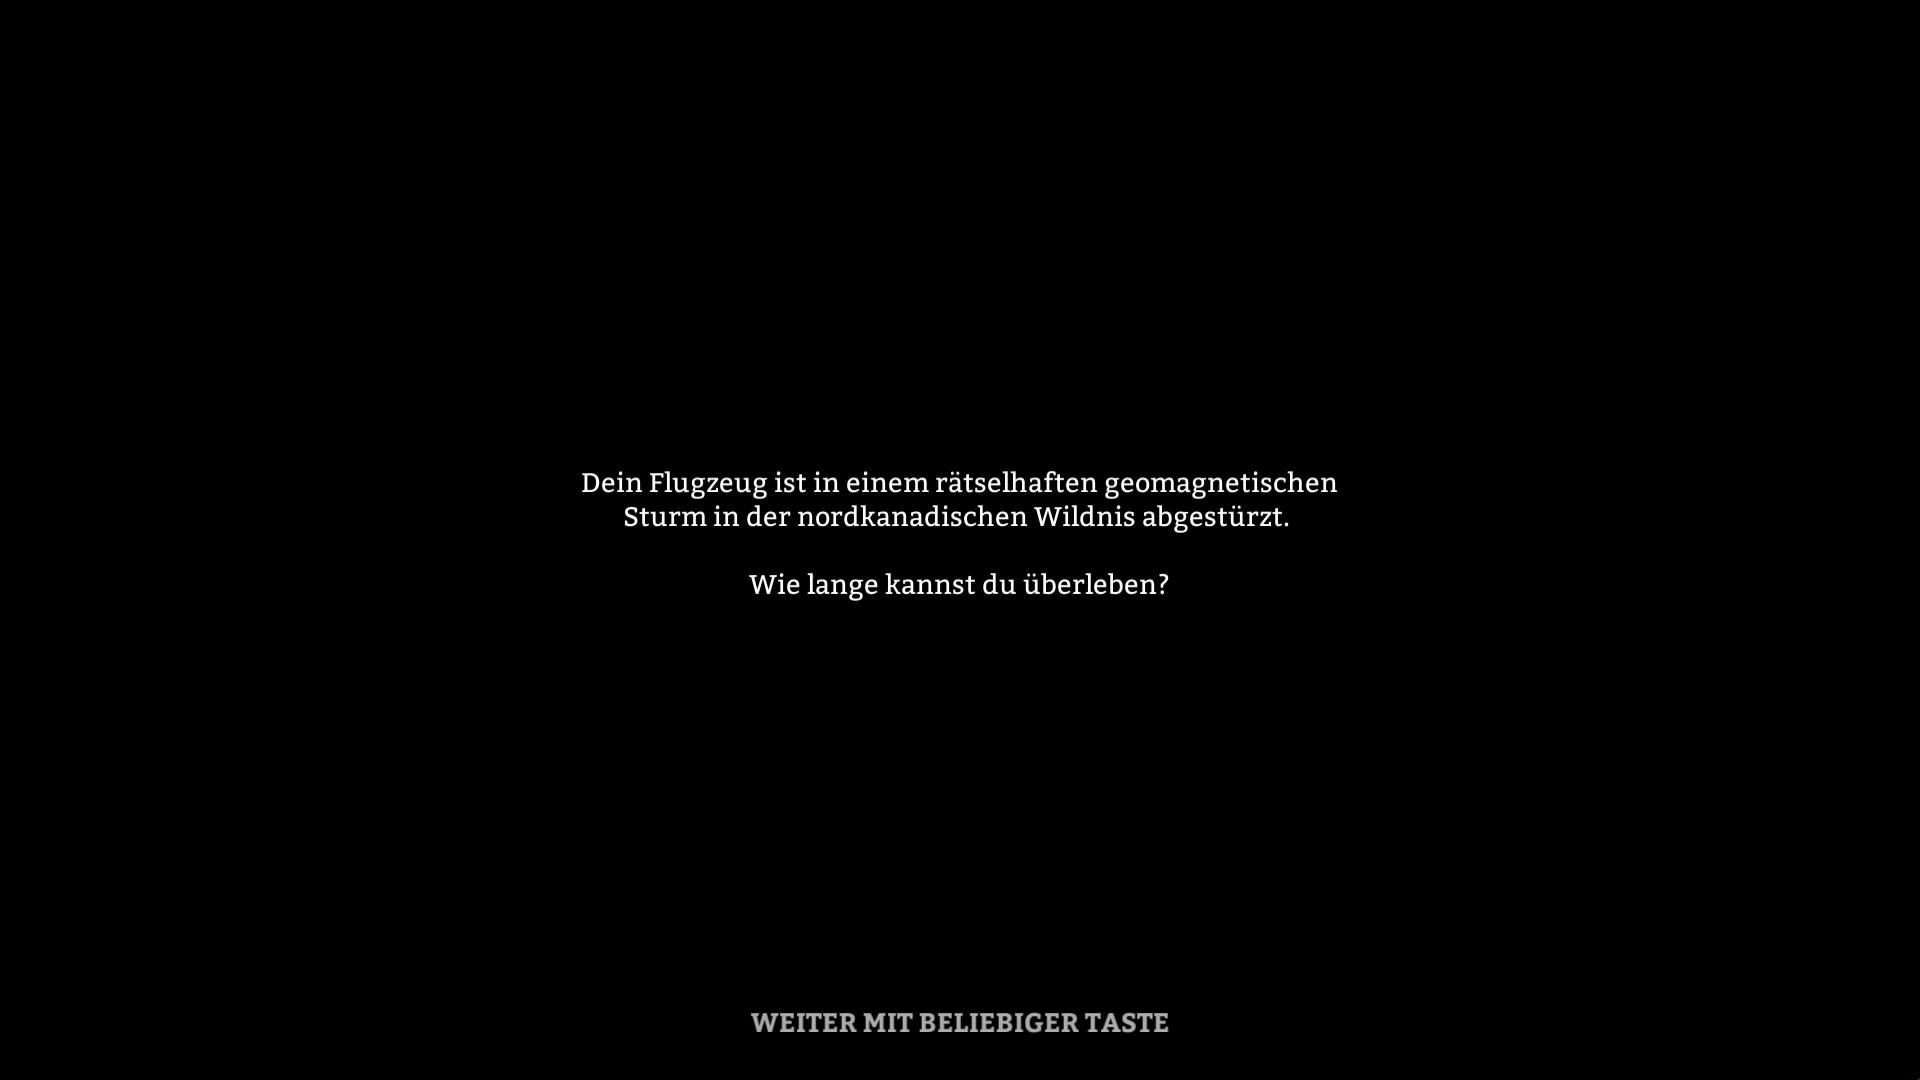 Dein Flugzeug ist in einem rätselhaften geomagnetischen
Sturm in der nordkanadischen Wildnis abgestürzt.
Wie lange kannst du überleben?
WEITER MIT BELIEBIGER TASTE